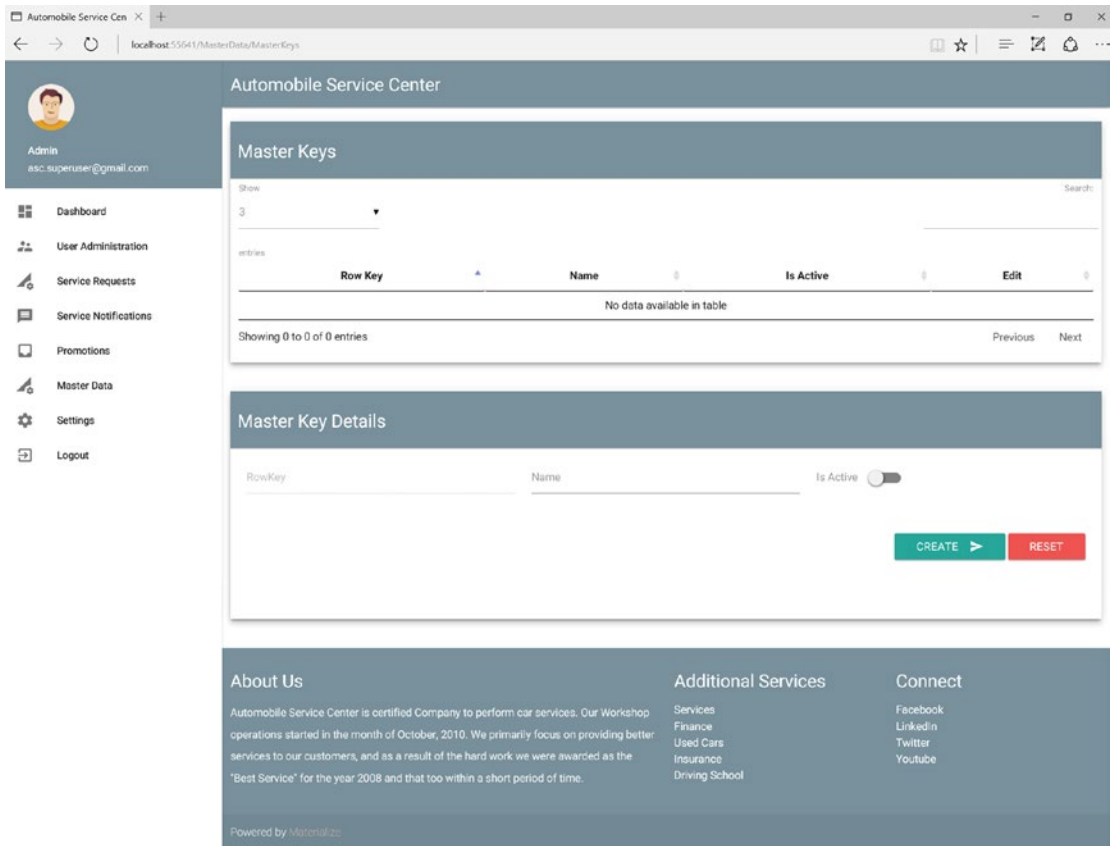 Automobile Service Cen
localhost:55641/MasterData/MasterKeys
Automobile Service Center
Admin
asc.superuser@gmail.com
Dashboard
User Administration
Service Requests
Service Notifications
Promotions
Master Data
Settings
Logout
Master Keys
Show
Search:
3
entries
Row Key Name Is Active Edit
No data available in table
Showing 0 to 0 of 0 entries
Previous Next
Master Key Details
RowKey Name Is Active
CREATE RESET
About Us
Automobile Service Center is certified Company to perform car services. Our Workshop
operations started in the month of October, 2010. We primarily focus on providing better
services to our customers, and as a result of the hard work we were awarded as the
"Best Service" for the year 2008 and that too within a short period of time.
Additional Services
Services
Finance
Used Cars
Insurance
Driving School
Connect
Facebook
LinkedIn
Twitter
Youtube
Powered by Materialize